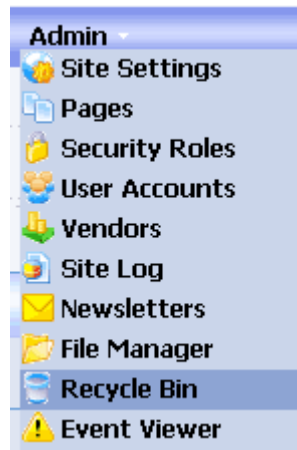 Admin
Site Settings
Pages
Security Roles
User Accounts
Vendors
Site Log
Newsletters
File Manager
Recycle Bin
Event Viewer